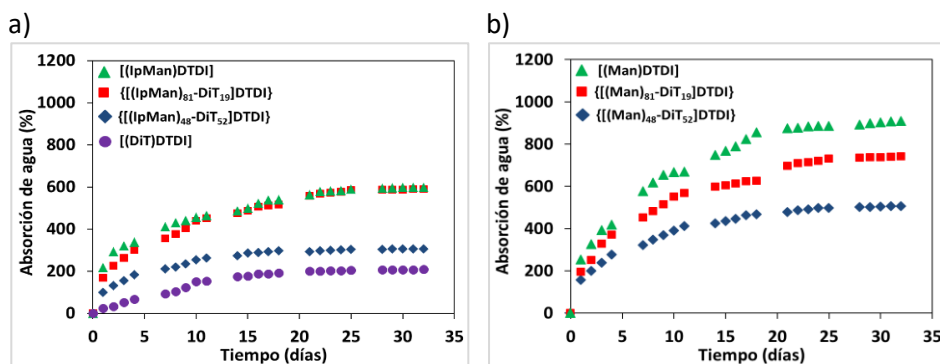 a)
1200
1000
800
600
400
200
0
Absorción de agua (%)
[(IpMan)DTDI]
{[(IpMan)₈₁-DiT₁₉]DTDI}
{[(IpMan)₄₈-DiT₅₂]DTDI}
[(DiT)DTDI]
0 5 10 15 20 25 30 35
Tiempo (días)
b)
1200
1000
800
600
400
200
0
Absorción de agua (%)
[(Man)DTDI]
{[(Man)₈₁-DiT₁₉]DTDI}
{[(Man)₄₈-DiT₅₂]DTDI}
0 5 10 15 20 25 30 35
Tiempo (días)